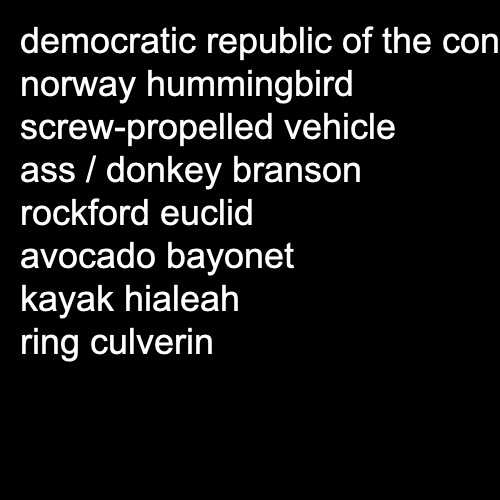 democratic republic of the con
norway hummingbird
screw-propelled vehicle
ass / donkey branson
rockford euclid
avocado bayonet
kayak hialeah
ring culverin